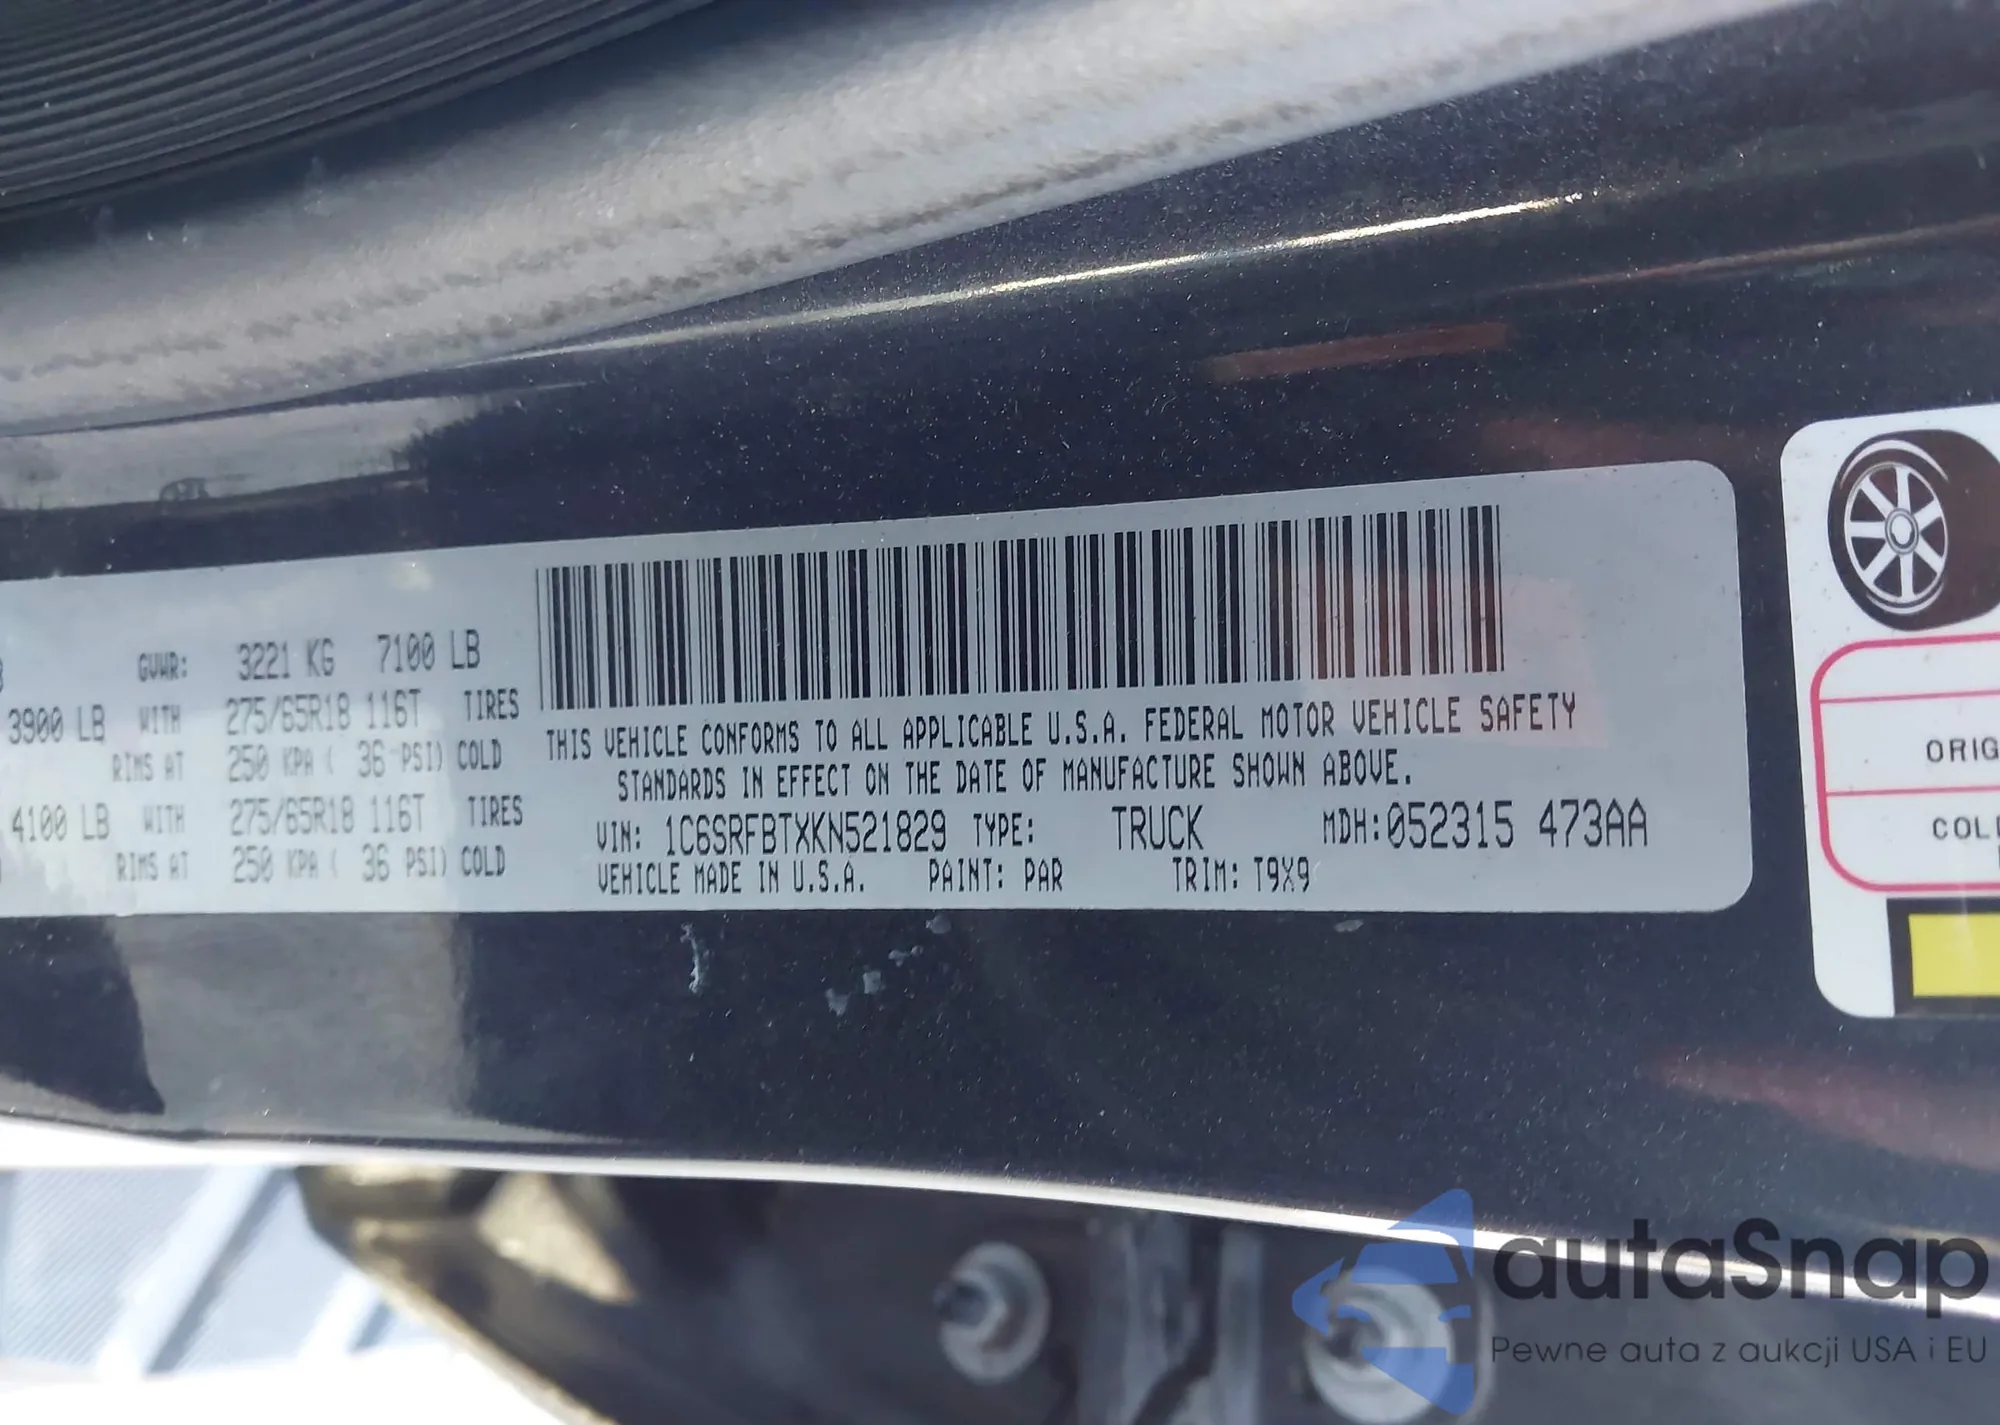 GVWR: 3221 KG 7100 LB
3900 LB WITH 275/65R18 116T TIRES
RIMS AT 250 KPA ( 36 PSI) COLD
4100 LB WITH 275/65R18 116T TIRES
RIMS AT 250 KPA ( 36 PSI) COLD
THIS VEHICLE CONFORMS TO ALL APPLICABLE U.S.A. FEDERAL MOTOR VEHICLE SAFETY
STANDARDS IN EFFECT ON THE DATE OF MANUFACTURE SHOWN ABOVE.
VIN: 1C6SRFBTXKN521829 TYPE: TRUCK MDH:052315 473AA
VEHICLE MADE IN U.S.A. PAINT: PAR TRIM: T9X9
ORIG
COL
autaSnap
Pewne auta z aukcji USA i EU